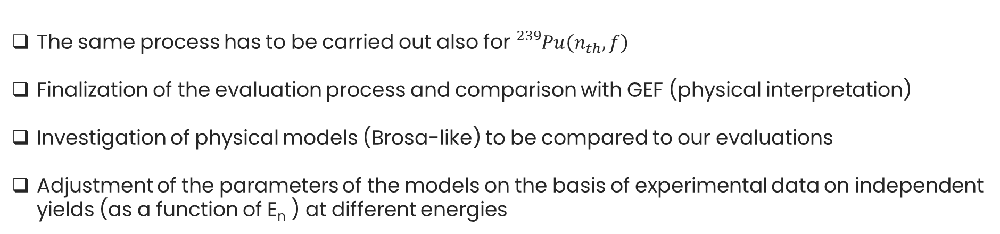 ❑ The same process has to be carried out also for ²³⁹Pu(nₜₕ, f)
❑ Finalization of the evaluation process and comparison with GEF (physical interpretation)
❑ Investigation of physical models (Brosa-like) to be compared to our evaluations
❑ Adjustment of the parameters of the models on the basis of experimental data on independent
yields (as a function of Eₙ ) at different energies